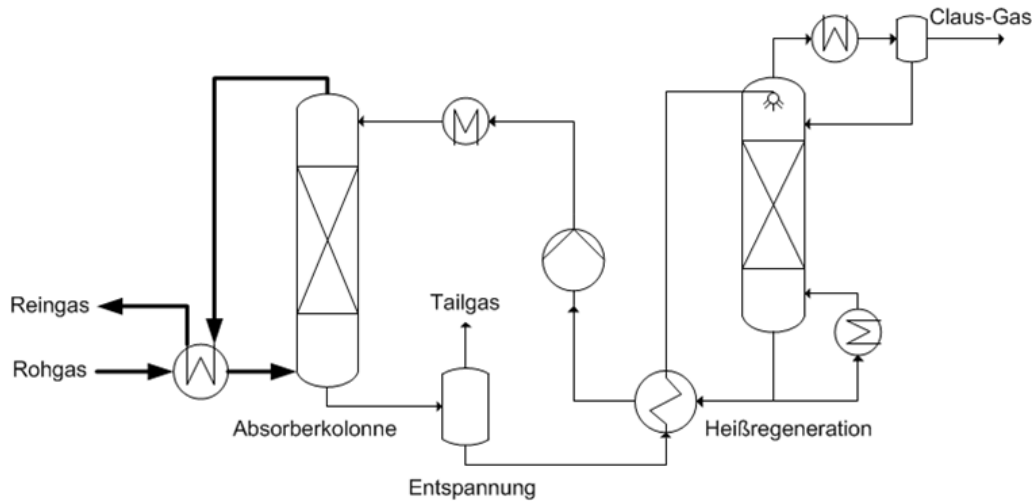 Claus-Gas
Reingas
Tailgas
Rohgas
Absorberkolonne
Heißregeneration
Entspannung